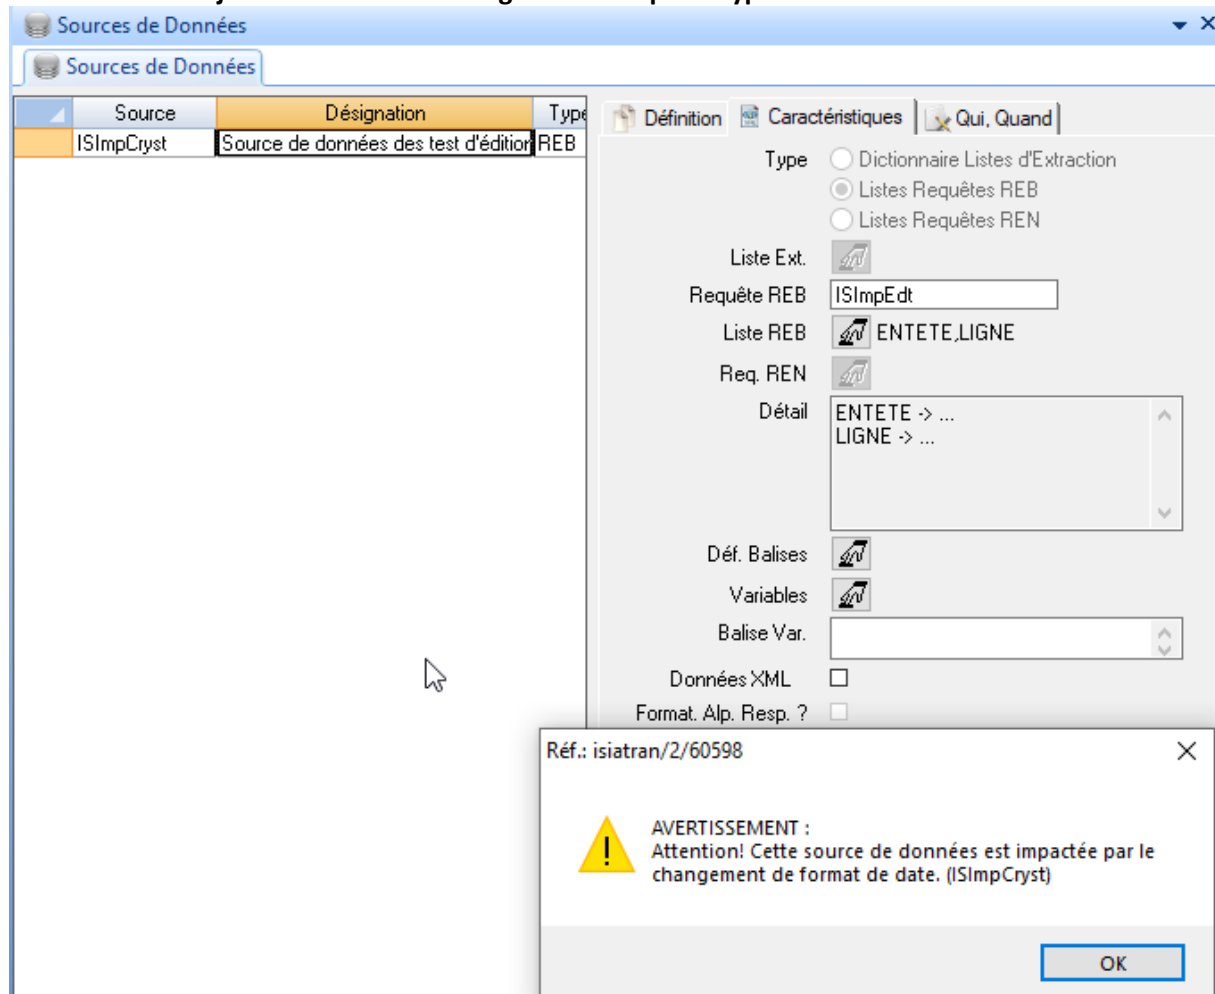 Sources de Données
Sources de Données
Source Désignation Type
ISImpCryst Source de données des test d'édition REB
Définition Caractéristiques Qui, Quand
Type Dictionnaire Listes d'Extraction
Listes Requêtes REB
Listes Requêtes REN
Liste Ext.
Requête REB ISImpEdt
Liste REB ENTETE,LIGNE
Req. REN
Détail ENTETE -> ...
LIGNE -> ...
Déf. Balises
Variables
Balise Var.
Données XML
Format. Alp. Resp. ?
Réf.: isiatran/2/60598
AVERTISSEMENT :
Attention! Cette source de données est impactée par le
changement de format de date. (ISImpCryst)
OK